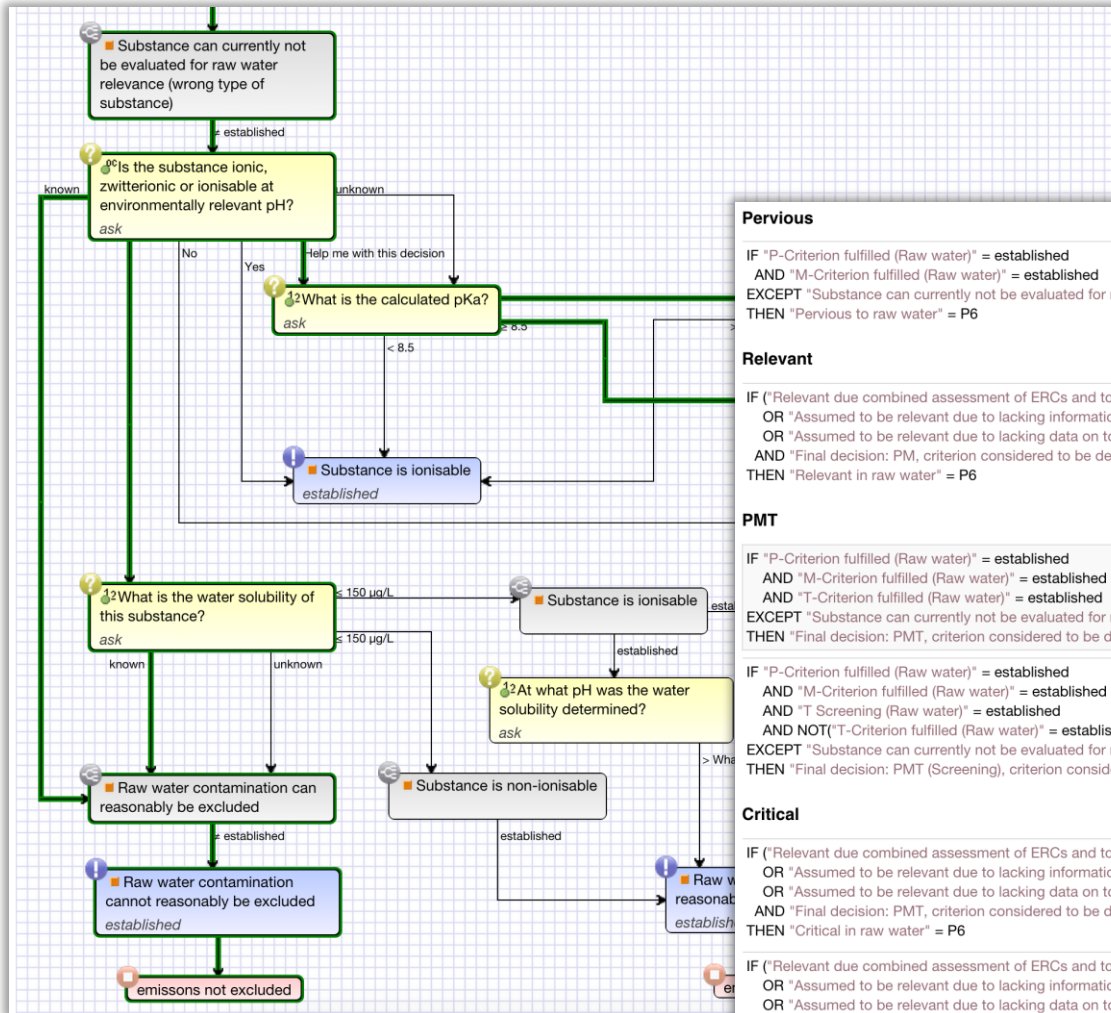 Substance can currently not
be evaluated for raw water
relevance (wrong type of
substance)
≠ established
Is the substance ionic,
zwitterionic or ionisable at
environmentally relevant pH?
ask
known
unknown
No
Yes
Help me with this decision
What is the calculated pKa?
ask
≥ 8.5
>
< 8.5
Substance is ionisable
established
What is the water solubility of
this substance?
ask
≤ 150 µg/L
≤ 150 µg/L
known
unknown
Substance is ionisable
established
At what pH was the water
solubility determined?
ask
Raw water contamination can
reasonably be excluded
≠ established
Substance is non-ionisable
established
Raw water contamination
cannot reasonably be excluded
established
emissons not excluded
Pervious
IF "P-Criterion fulfilled (Raw water)" = established
AND "M-Criterion fulfilled (Raw water)" = established
EXCEPT "Substance can currently not be evaluated for
THEN "Pervious to raw water" = P6
Relevant
IF ("Relevant due combined assessment of ERCs and
OR "Assumed to be relevant due to lacking
OR "Assumed to be relevant due to lacking data on
AND "Final decision: PM, criterion considered to be
THEN "Relevant in raw water" = P6
PMT
IF "P-Criterion fulfilled (Raw water)" = established
AND "M-Criterion fulfilled (Raw water)" = established
AND "T-Criterion fulfilled (Raw water)" = established
EXCEPT "Substance can currently not be evaluated for
THEN "Final decision: PMT, criterion considered to be
IF "P-Criterion fulfilled (Raw water)" = established
AND "M-Criterion fulfilled (Raw water)" = established
AND "T Screening (Raw water)" = established
AND NOT("T-Criterion fulfilled (Raw water)" =
EXCEPT "Substance can currently not be evaluated for
THEN "Final decision: PMT (Screening), criterion
Critical
IF ("Relevant due combined assessment of ERCs and
OR "Assumed to be relevant due to lacking
OR "Assumed to be relevant due to lacking data on
AND "Final decision: PMT, criterion considered to be
THEN "Critical in raw water" = P6
IF ("Relevant due combined assessment of ERCs and
OR "Assumed to be relevant due to lacking
OR "Assumed to be relevant due to lacking data on